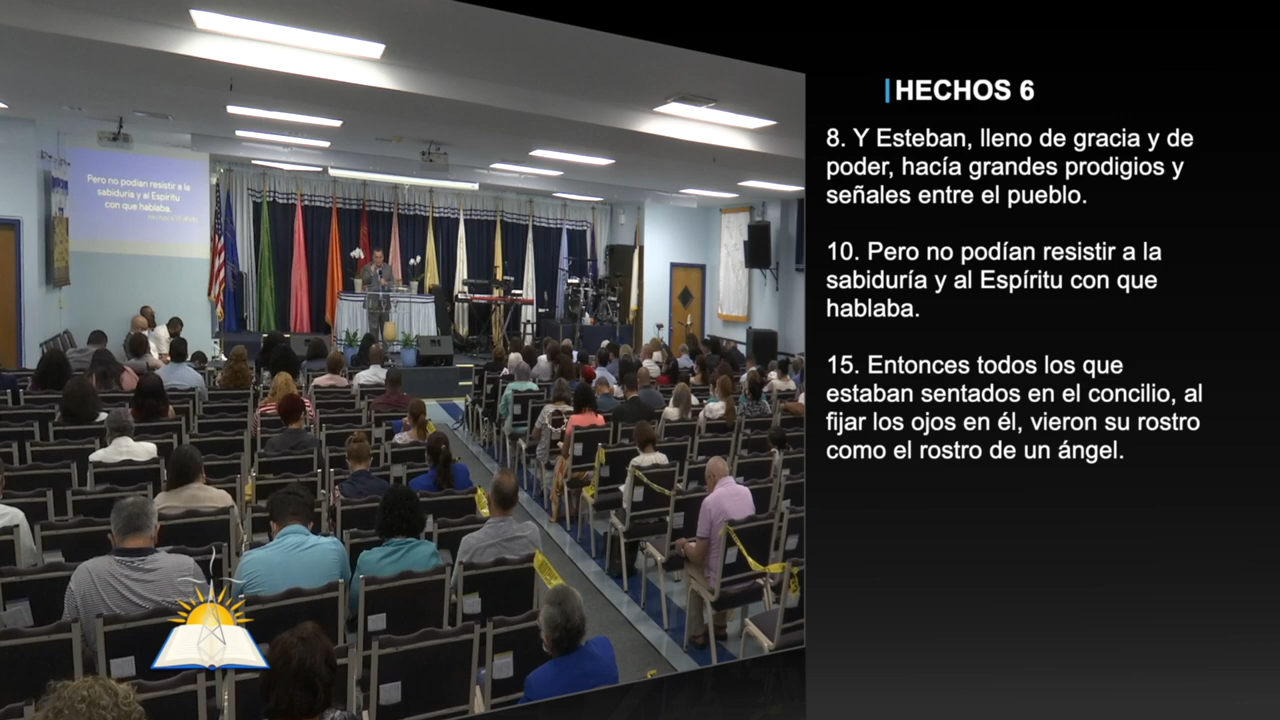 Pero no podían resistir a la
sabiduría y al Espíritu
con que hablaba.
HECHOS 6
8. Y Esteban, lleno de gracia y de
poder, hacía grandes prodigios y
señales entre el pueblo.
10. Pero no podían resistir a la
sabiduría y al Espíritu con que
hablaba.
15. Entonces todos los que
estaban sentados en el concilio, al
fijar los ojos en él, vieron su rostro
como el rostro de un ángel.